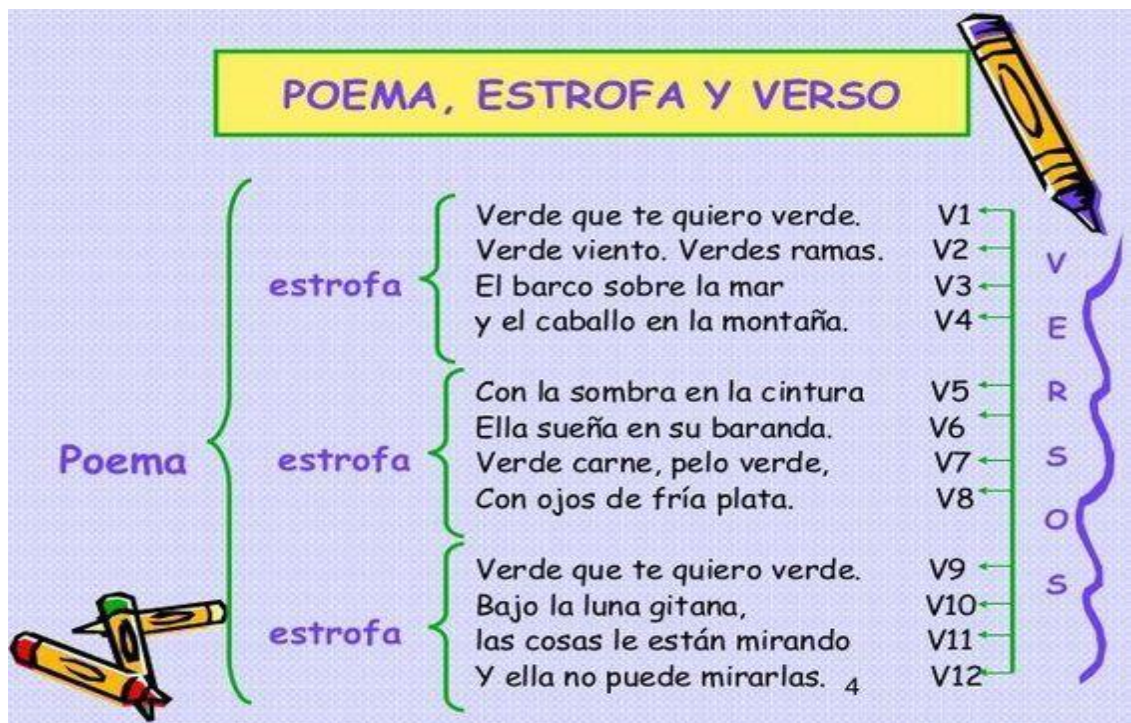 POEMA, ESTROFA Y VERSO
Poema
estrofa
Verde que te quiero verde. V1
Verde viento. Verdes ramas. V2
El barco sobre la mar V3
y el caballo en la montaña. V4
estrofa
Con la sombra en la cintura V5
Ella sueña en su baranda. V6
Verde carne, pelo verde, V7
Con ojos de fría plata. V8
estrofa
Verde que te quiero verde. V9
Bajo la luna gitana, V10
las cosas le están mirando V11
Y ella no puede mirarlas. V12
4
VERSOS